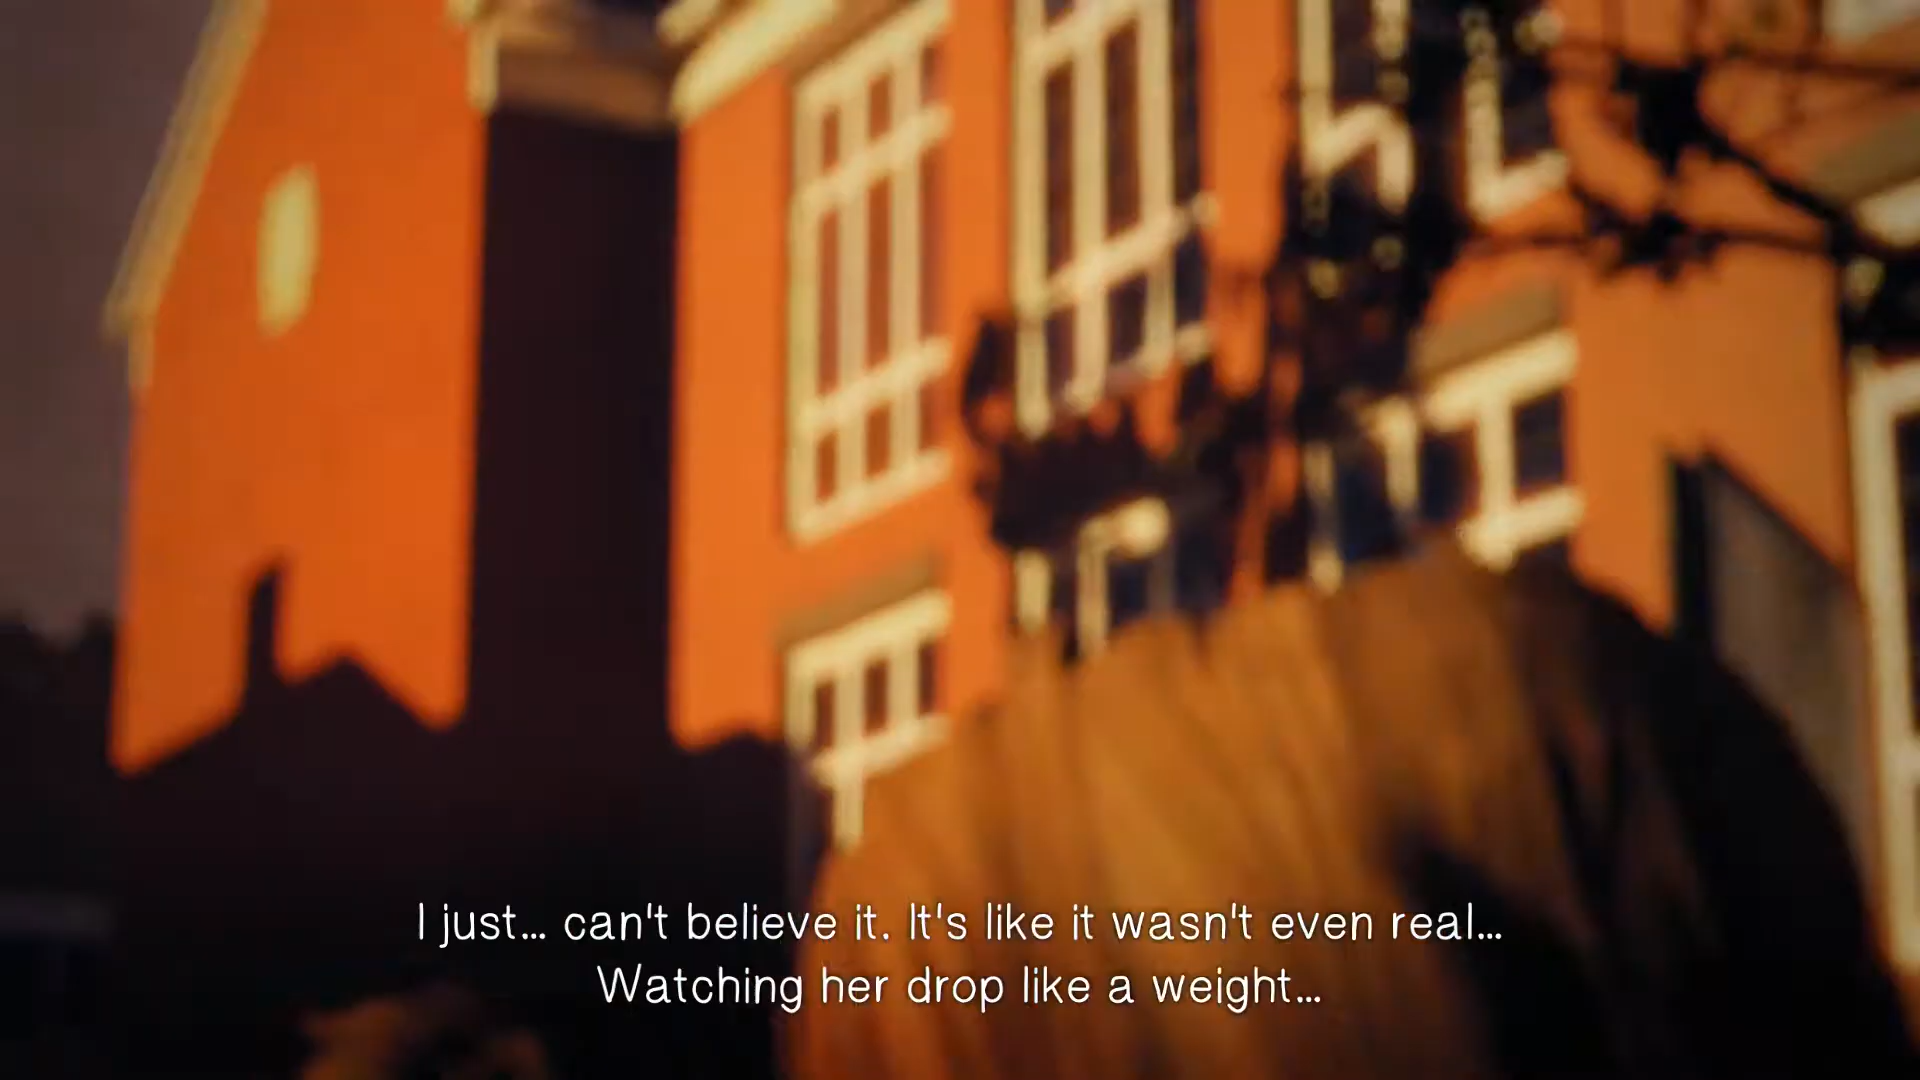 I just... can't believe it. It's like it wasn't even real...
Watching her drop like a weight...